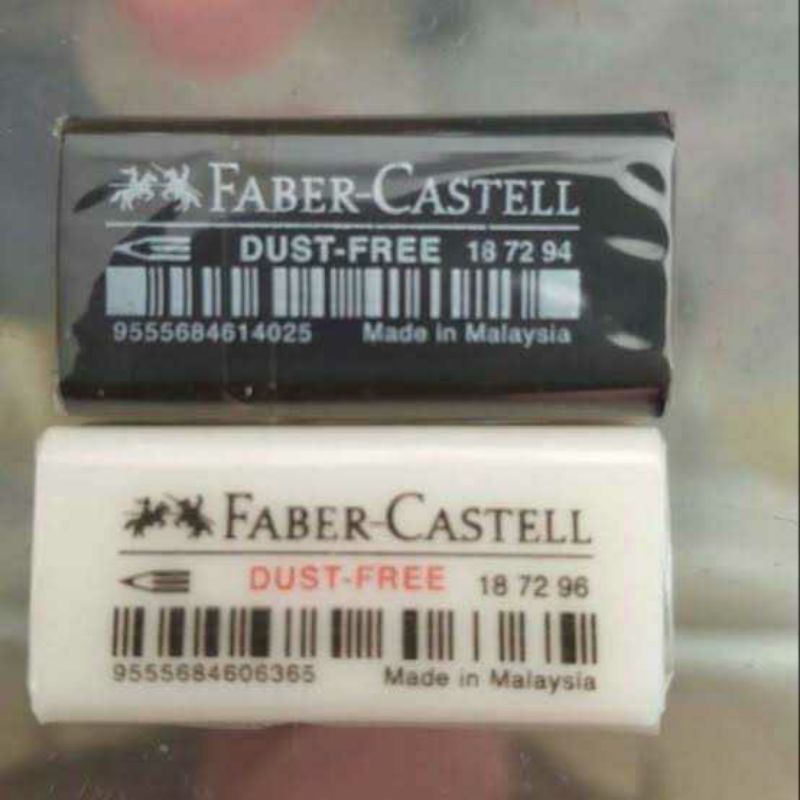 FABER-CASTELL
DUST-FREE 18 72 94
9555684614025 Made in Malaysia
FABER-CASTELL
DUST-FREE 18 72 96
9555684606365 Made in Malaysia